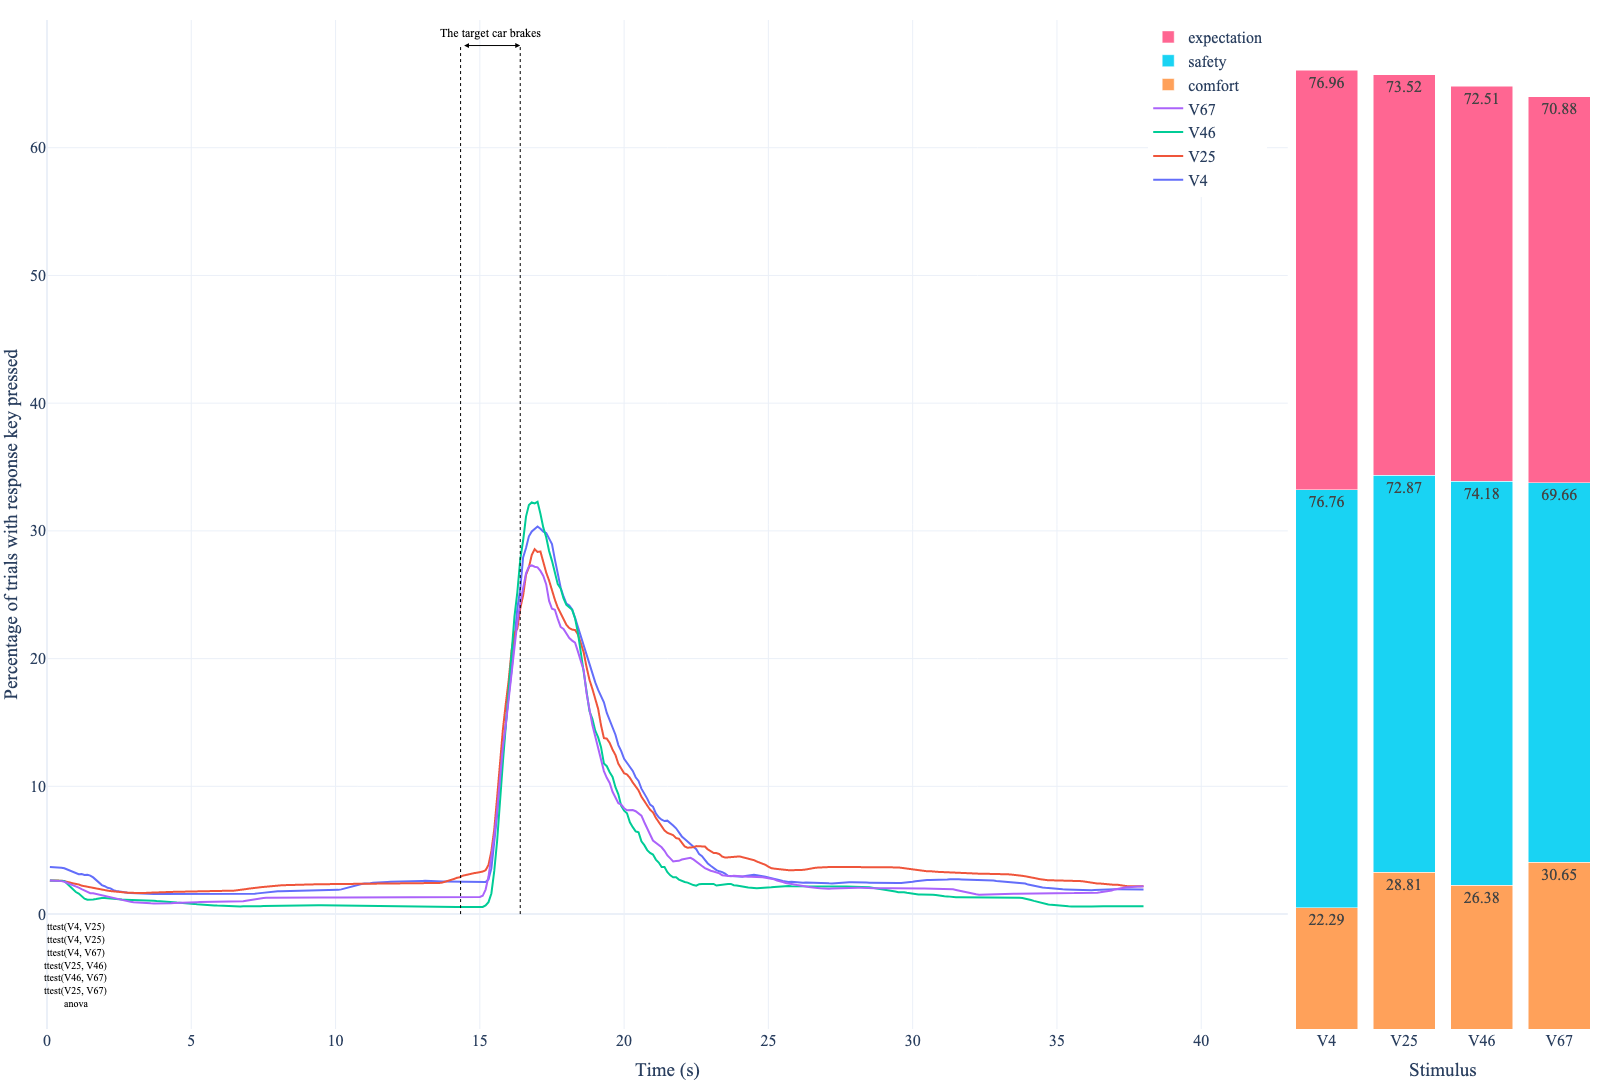 The target car brakes
expectation
safety
comfort
V67
V46
V25
V4
Percentage of trials with response key pressed
60
50
40
30
20
10
0
ttest(V4, V25)
ttest(V4, V25)
ttest(V4, V67)
ttest(V25, V46)
ttest(V46, V67)
ttest(V25, V67)
anova
0 5 10 15 20 25 30 35 40
Time (s)
76.96 73.52 72.51 70.88
76.76 72.87 74.18 69.66
22.29 28.81 26.38 30.65
V4 V25 V46 V67
Stimulus